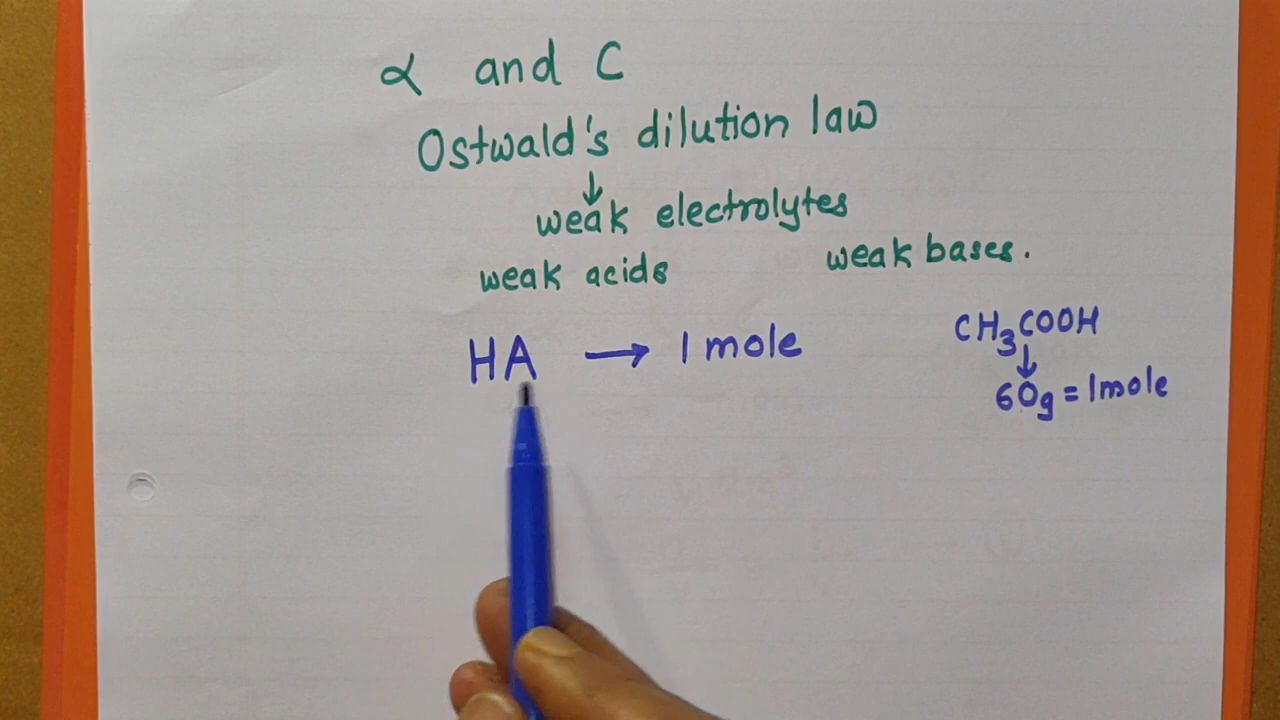 α and C
Ostwald's dilution law
↓
weak electrolytes
weak acids weak bases.
HA → 1 mole
CH₃COOH
↓
60g = 1mole